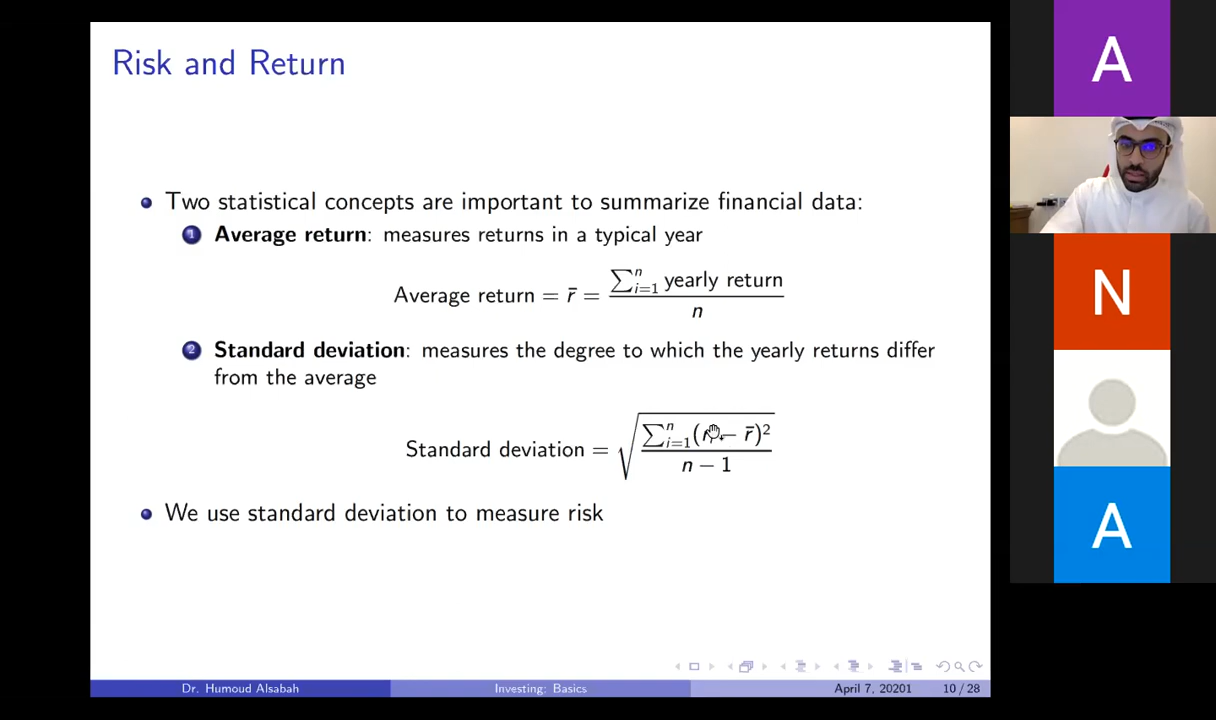 Risk and Return
Two statistical concepts are important to summarize financial data:
1 Average return: measures returns in a typical year
Average return = r̄ = ∑ⁿᵢ₌₁ yearly return / n
2 Standard deviation: measures the degree to which the yearly returns differ
from the average
Standard deviation = √(∑ⁿᵢ₌₁(r − r̄)² / (n − 1))
We use standard deviation to measure risk
Dr. Humoud Alsabah Investing: Basics April 7, 20201 10 / 28
A
N
A